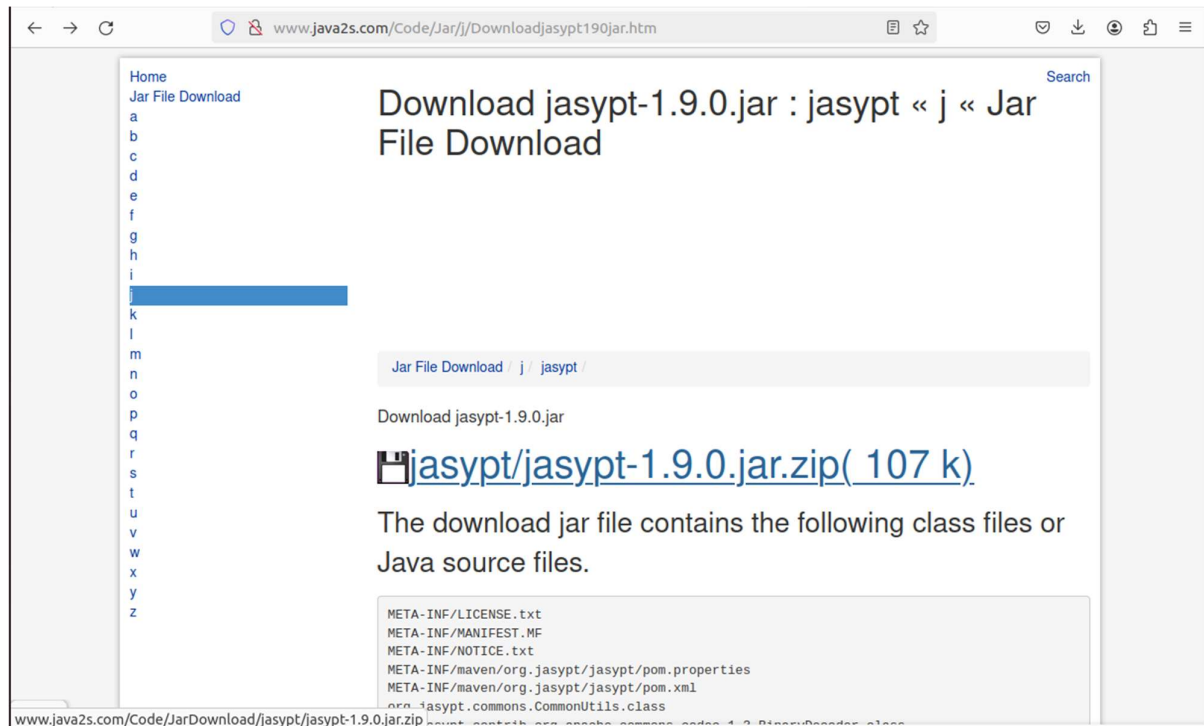 www.java2s.com/Code/Jar/j/Downloadjasypt190jar.htm
Home
Jar File Download
a
b
c
d
e
f
g
h
i
j
k
l
m
n
o
p
q
r
s
t
u
v
w
x
y
z
Search
Download jasypt-1.9.0.jar : jasypt « j « Jar
File Download
Jar File Download / j / jasypt /
Download jasypt-1.9.0.jar
jasypt/jasypt-1.9.0.jar.zip( 107 k)
The download jar file contains the following class files or
Java source files.
META-INF/LICENSE.txt
META-INF/MANIFEST.MF
META-INF/NOTICE.txt
META-INF/maven/org.jasypt/jasypt/pom.properties
META-INF/maven/org.jasypt/jasypt/pom.xml
org.jasypt.commons.CommonUtils.class
www.java2s.com/Code/JarDownload/jasypt/jasypt-1.9.0.jar.zip